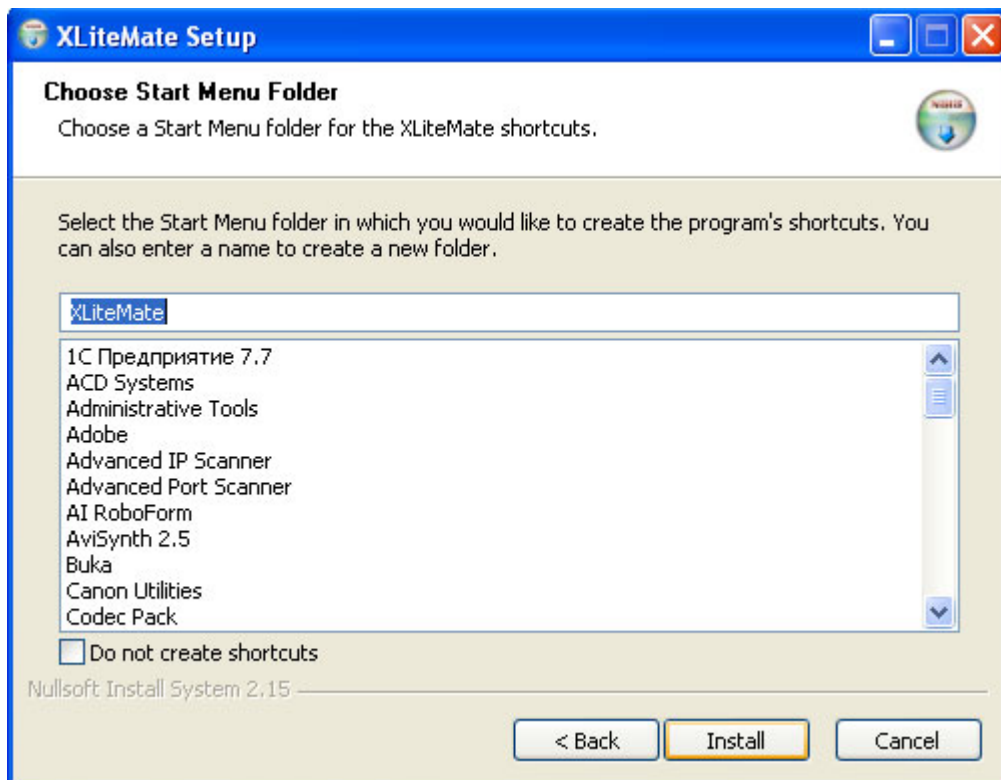 XLiteMate Setup
Choose Start Menu Folder
Choose a Start Menu folder for the XLiteMate shortcuts.
Select the Start Menu folder in which you would like to create the program's shortcuts. You
can also enter a name to create a new folder.
XLiteMate
1С Предприятие 7.7
ACD Systems
Administrative Tools
Adobe
Advanced IP Scanner
Advanced Port Scanner
AI RoboForm
AviSynth 2.5
Buka
Canon Utilities
Codec Pack
Do not create shortcuts
Nullsoft Install System 2.15
< Back
Install
Cancel